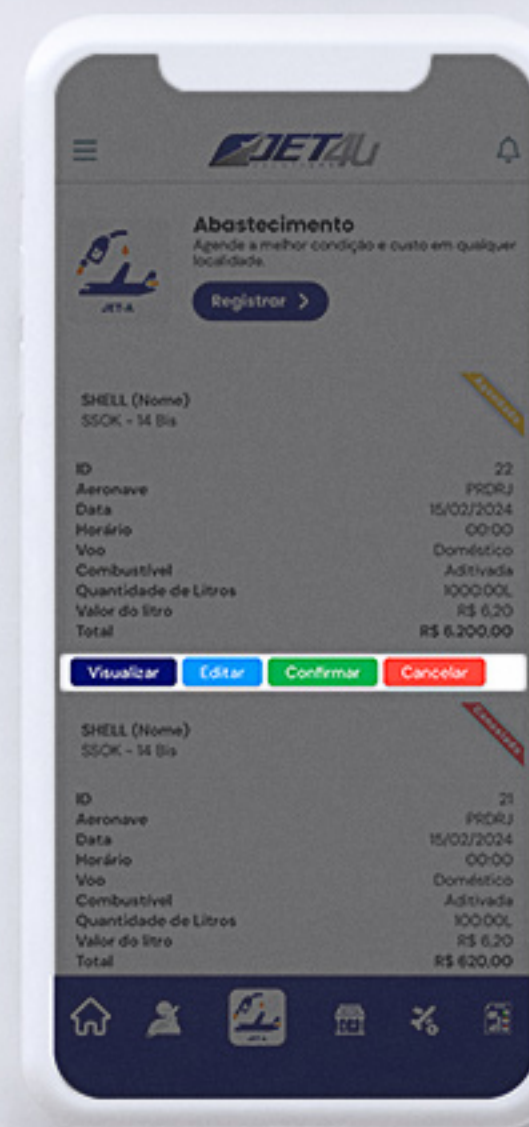 JET4U
Abastecimento
Agende a melhor condição e custo em qualquer
localidade.
Registrar >
JET-A
SHELL (Nome)
SSOK - 14 Bis
ID 22
Aeronave PRDRJ
Data 15/02/2024
Horário 00:00
Voo Doméstico
Combustível Aditivada
Quantidade de Litros 1000.00L
Valor do litro R$ 6,20
Total R$ 6.200,00
Visualizar Editar Confirmar Cancelar
SHELL (Nome)
SSOK - 14 Bis
ID 21
Aeronave PRDRJ
Data 15/02/2024
Horário 00:00
Voo Doméstico
Combustível Aditivada
Quantidade de Litros 100.00L
Valor do litro R$ 6,20
Total R$ 620,00